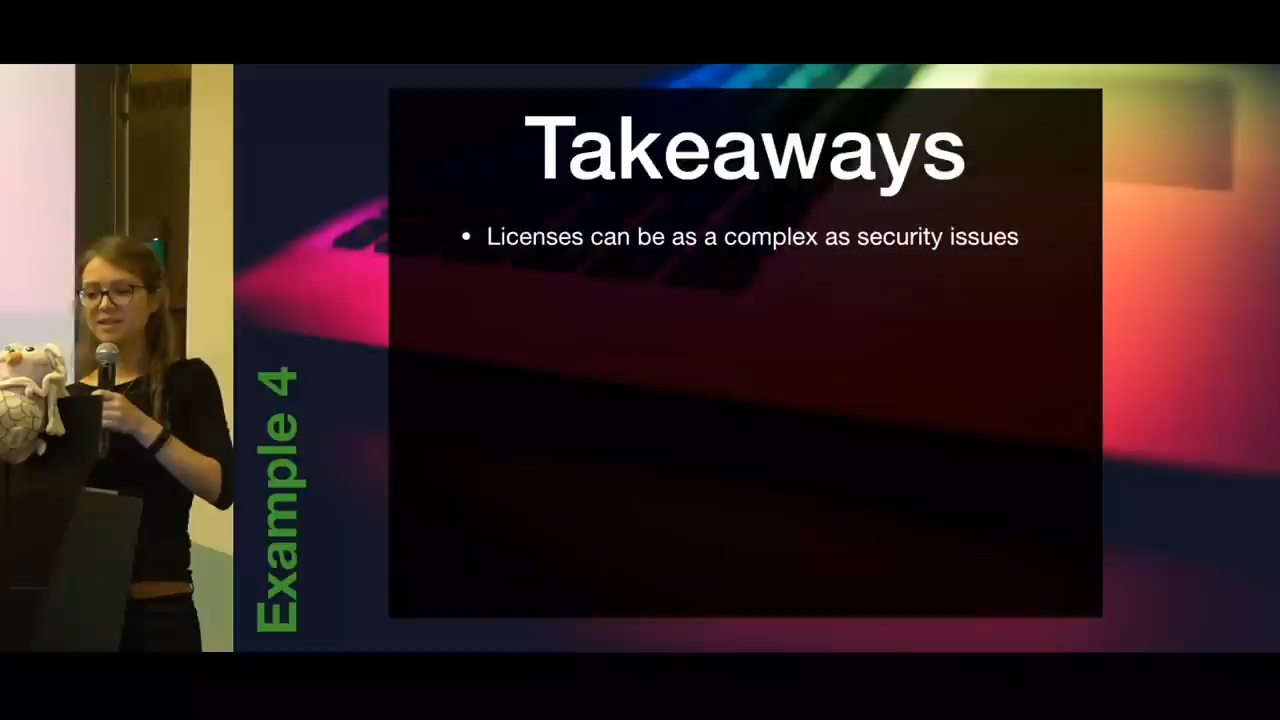 Takeaways
• Licenses can be as a complex as security issues
Example 4